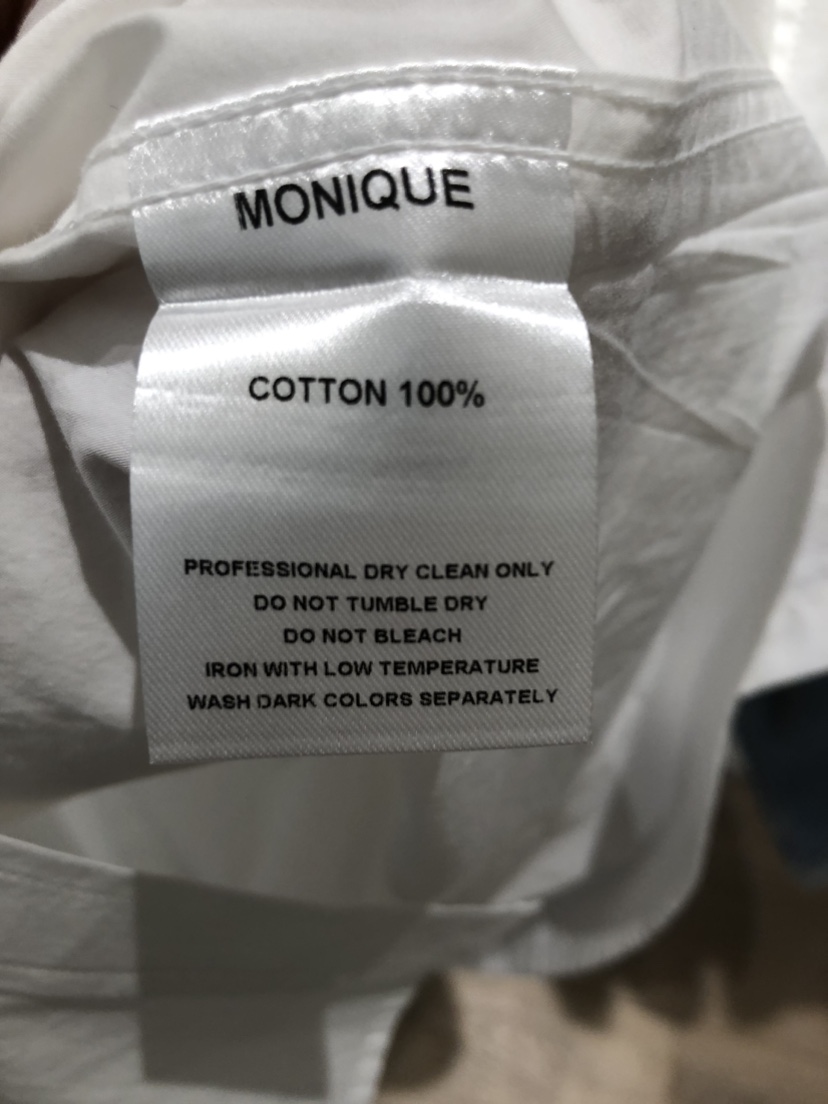 MONIQUE
COTTON 100%
PROFESSIONAL DRY CLEAN ONLY
DO NOT TUMBLE DRY
DO NOT BLEACH
IRON WITH LOW TEMPERATURE
WASH DARK COLORS SEPARATELY